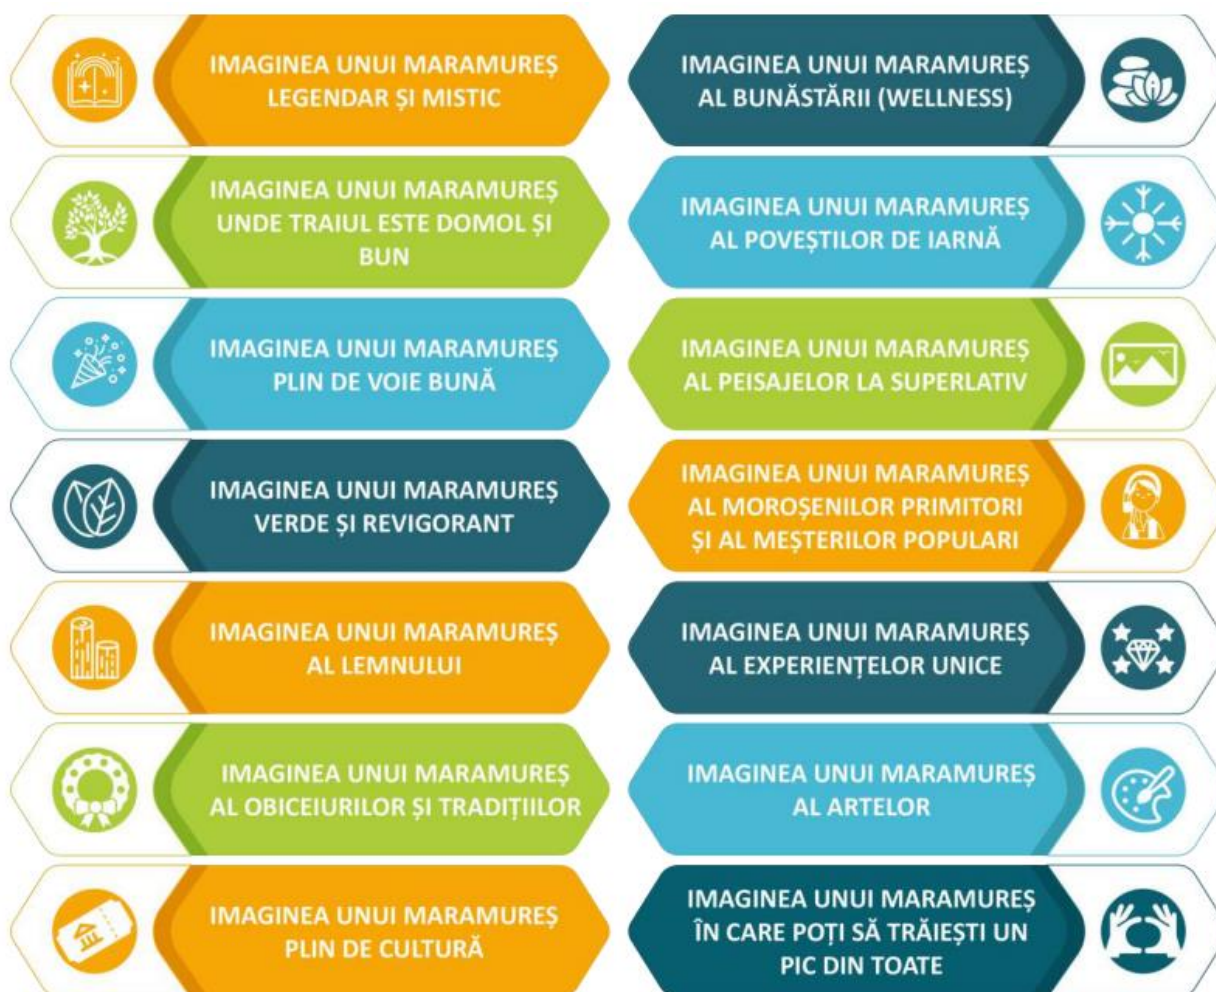 IMAGINEA UNUI MARAMUREȘ
LEGENDAR ȘI MISTIC
IMAGINEA UNUI MARAMUREȘ
AL BUNĂSTĂRII (WELLNESS)
IMAGINEA UNUI MARAMUREȘ
UNDE TRAIUL ESTE DOMOL ȘI
BUN
IMAGINEA UNUI MARAMUREȘ
AL POVEȘTILOR DE IARNĂ
IMAGINEA UNUI MARAMUREȘ
PLIN DE VOIE BUNĂ
IMAGINEA UNUI MARAMUREȘ
AL PEISAJELOR LA SUPERLATIV
IMAGINEA UNUI MARAMUREȘ
VERDE ȘI REVIGORANT
IMAGINEA UNUI MARAMUREȘ
AL MOROȘENILOR PRIMITORI
ȘI AL MEȘTERILOR POPULARI
IMAGINEA UNUI MARAMUREȘ
AL LEMNULUI
IMAGINEA UNUI MARAMUREȘ
AL EXPERIENȚELOR UNICE
IMAGINEA UNUI MARAMUREȘ
AL OBICEIURILOR ȘI TRADIȚIILOR
IMAGINEA UNUI MARAMUREȘ
AL ARTELOR
IMAGINEA UNUI MARAMUREȘ
PLIN DE CULTURĂ
IMAGINEA UNUI MARAMUREȘ
ÎN CARE POȚI SĂ TRĂIEȘTI UN
PIC DIN TOATE